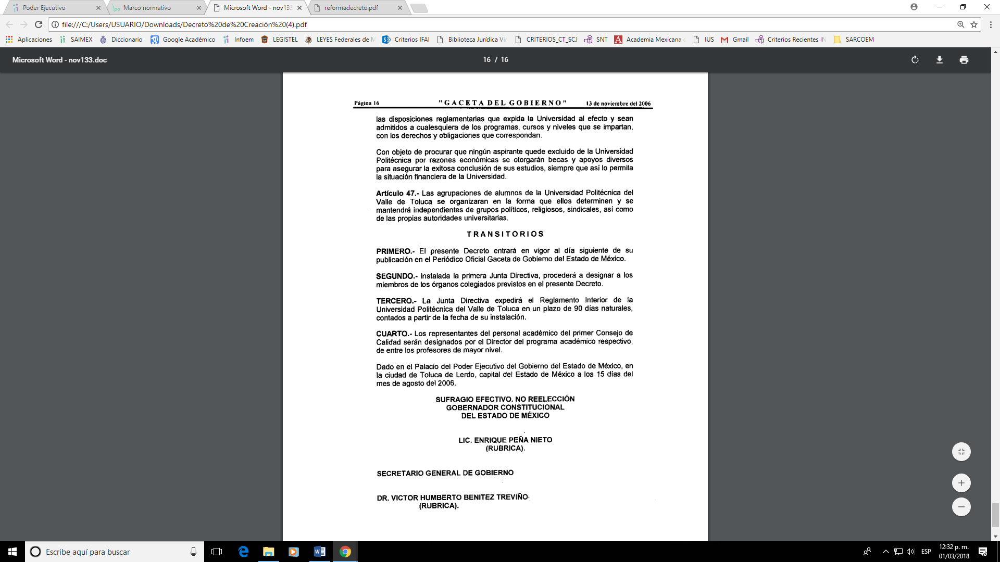 Poder Ejecutivo
Marco normativo
Microsoft Word - nov133
reformadecreto.pdf
file:///C:/Users/USUARIO/Downloads/Decreto%20de%20Creación%20(4).pdf
Aplicaciones
SAIMEX
Diccionario
Google Académico
Infoem
LEGISTEL
LEYES Federales de M
Criterios IFAI
Biblioteca Jurídica Vir
CRITERIOS_CT_SCJ
SNT
Academia Mexicana
IUS
Gmail
Criterios Recientes IN
SARCOEM
Microsoft Word - nov133.doc
16 / 16
Página 16
"GACETA DEL GOBIERNO"
13 de noviembre del 2006
las disposiciones reglamentarias que expida la Universidad al efecto y sean
admitidos a cualesquiera de los programas, cursos y niveles que se impartan,
con los derechos y obligaciones que correspondan.
Con objeto de procurar que ningún aspirante quede excluido de la Universidad
Politécnica por razones económicas se otorgarán becas y apoyos diversos
para asegurar la exitosa conclusión de sus estudios, siempre que así lo permita
la situación financiera de la Universidad.
Artículo 47.- Las agrupaciones de alumnos de la Universidad Politécnica del
Valle de Toluca se organizaran en la forma que ellos determinen y se
mantendrá independientes de grupos políticos, religiosos, sindicales, así como
de las propias autoridades universitarias.
TRANSITORIOS
PRIMERO.- El presente Decreto entrará en vigor al día siguiente de su
publicación en el Periódico Oficial Gaceta de Gobierno del Estado de México.
SEGUNDO.- Instalada la primera Junta Directiva, procederá a designar a los
miembros de los órganos colegiados previstos en el presente Decreto.
TERCERO.- La Junta Directiva expedirá el Reglamento Interior de la
Universidad Politécnica del Valle de Toluca en un plazo de 90 días naturales,
contados a partir de la fecha de su instalación.
CUARTO.- Los representantes del personal académico del primer Consejo de
Calidad serán designados por el Director del programa académico respectivo,
de entre los profesores de mayor nivel.
Dado en el Palacio del Poder Ejecutivo del Gobierno del Estado de México, en
la ciudad de Toluca de Lerdo, capital del Estado de México a los 15 días del
mes de agosto del 2006.
SUFRAGIO EFECTIVO. NO REELECCIÓN
GOBERNADOR CONSTITUCIONAL
DEL ESTADO DE MÉXICO
LIC. ENRIQUE PEÑA NIETO
(RUBRICA).
SECRETARIO GENERAL DE GOBIERNO
DR. VICTOR HUMBERTO BENITEZ TREVIÑO
(RUBRICA).
Escribe aquí para buscar
ESP
12:32 p. m.
01/03/2018